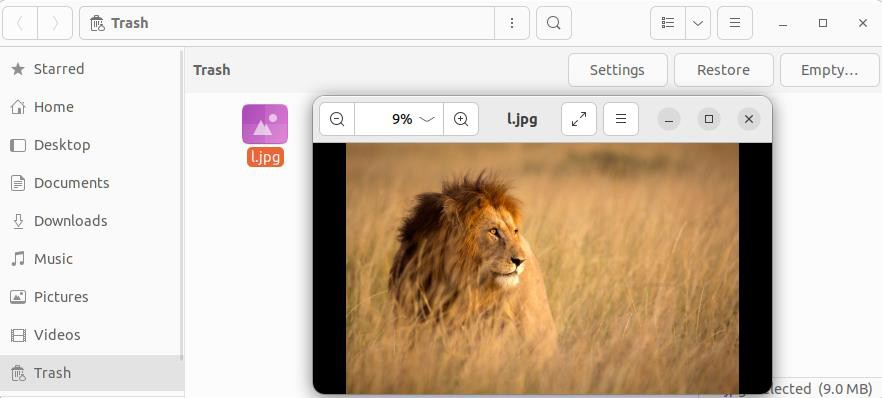 Trash
Starred
Home
Desktop
Documents
Downloads
Music
Pictures
Videos
Trash
Trash
Settings
Restore
Empty…
l.jpg
9%
l.jpg
(9.0 MB)